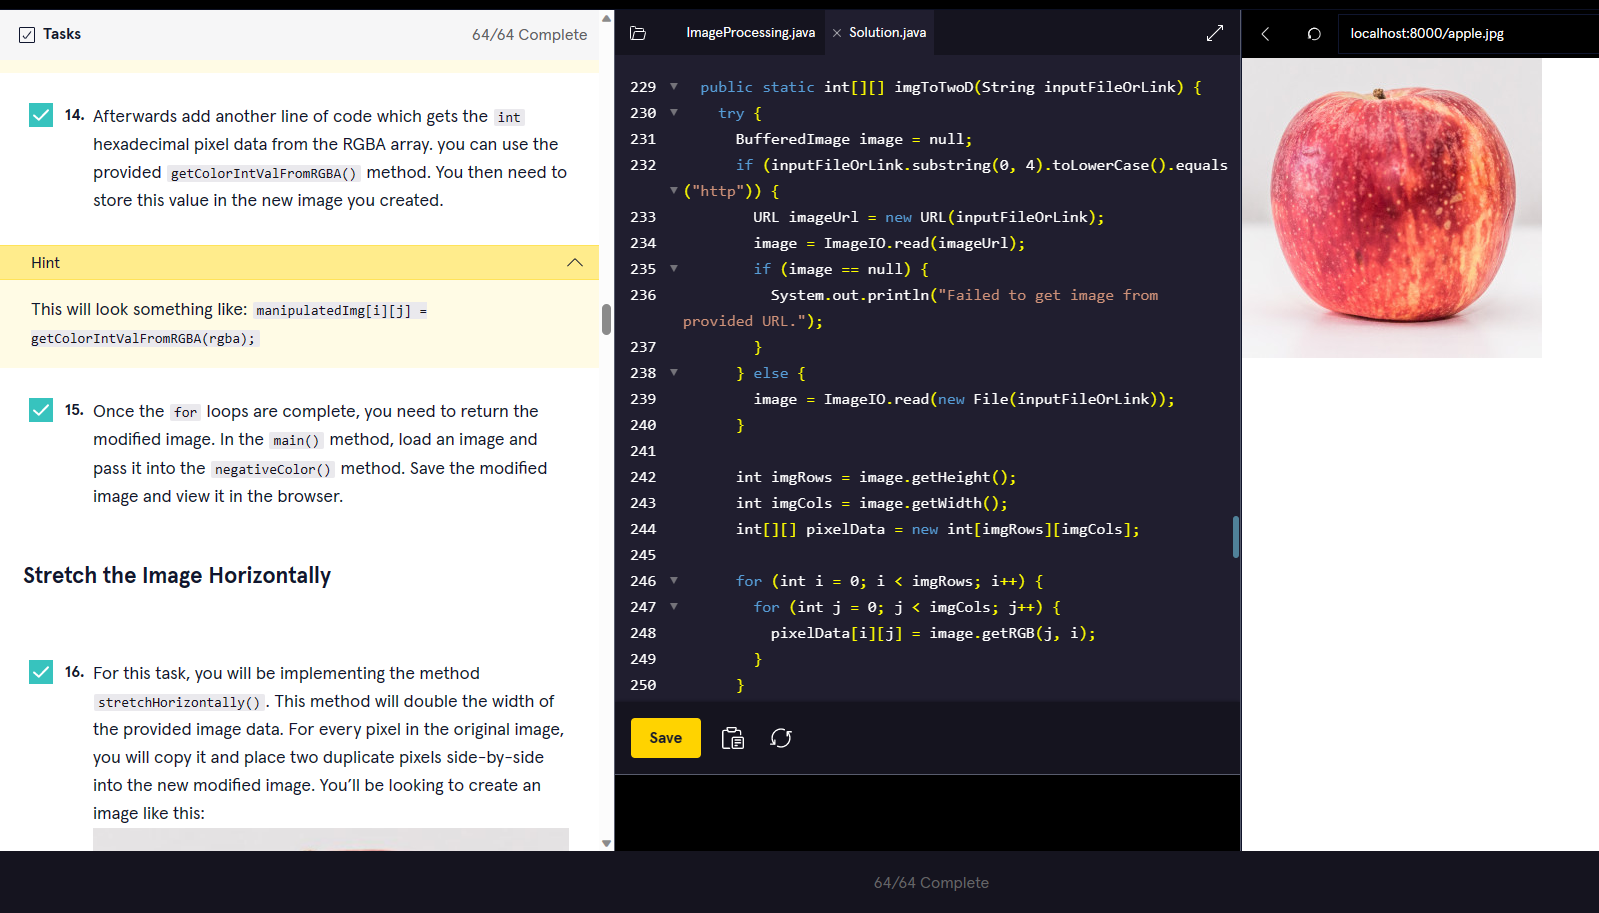 Tasks
64/64 Complete
14. Afterwards add another line of code which gets the int
hexadecimal pixel data from the RGBA array. you can use the
provided getColorIntValFromRGBA() method. You then need to
store this value in the new image you created.
Hint
This will look something like: manipulatedImg[i][j] =
getColorIntValFromRGBA(rgba);
15. Once the for loops are complete, you need to return the
modified image. In the main() method, load an image and
pass it into the negativeColor() method. Save the modified
image and view it in the browser.
Stretch the Image Horizontally
16. For this task, you will be implementing the method
stretchHorizontally(). This method will double the width of
the provided image data. For every pixel in the original image,
you will copy it and place two duplicate pixels side-by-side
into the new modified image. You'll be looking to create an
image like this:
ImageProcessing.java
Solution.java
229 public static int[][] imgToTwoD(String inputFileOrLink) {
230 try {
231 BufferedImage image = null;
232 if (inputFileOrLink.substring(0, 4).toLowerCase().equals
("http")) {
233 URL imageUrl = new URL(inputFileOrLink);
234 image = ImageIO.read(imageUrl);
235 if (image == null) {
236 System.out.println("Failed to get image from
provided URL.");
237 }
238 } else {
239 image = ImageIO.read(new File(inputFileOrLink));
240 }
241
242 int imgRows = image.getHeight();
243 int imgCols = image.getWidth();
244 int[][] pixelData = new int[imgRows][imgCols];
245
246 for (int i = 0; i < imgRows; i++) {
247 for (int j = 0; j < imgCols; j++) {
248 pixelData[i][j] = image.getRGB(j, i);
249 }
250 }
Save
localhost:8000/apple.jpg
64/64 Complete